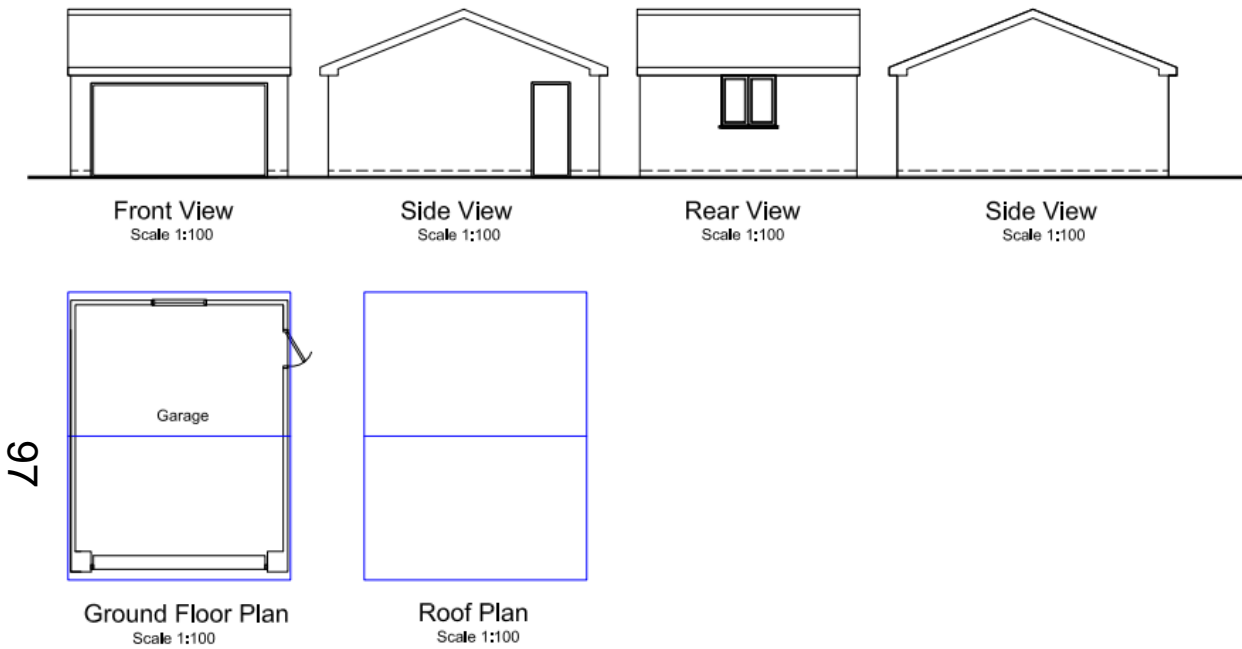 Front View
Scale 1:100
Side View
Scale 1:100
Rear View
Scale 1:100
Side View
Scale 1:100
Garage
97
Ground Floor Plan
Scale 1:100
Roof Plan
Scale 1:100